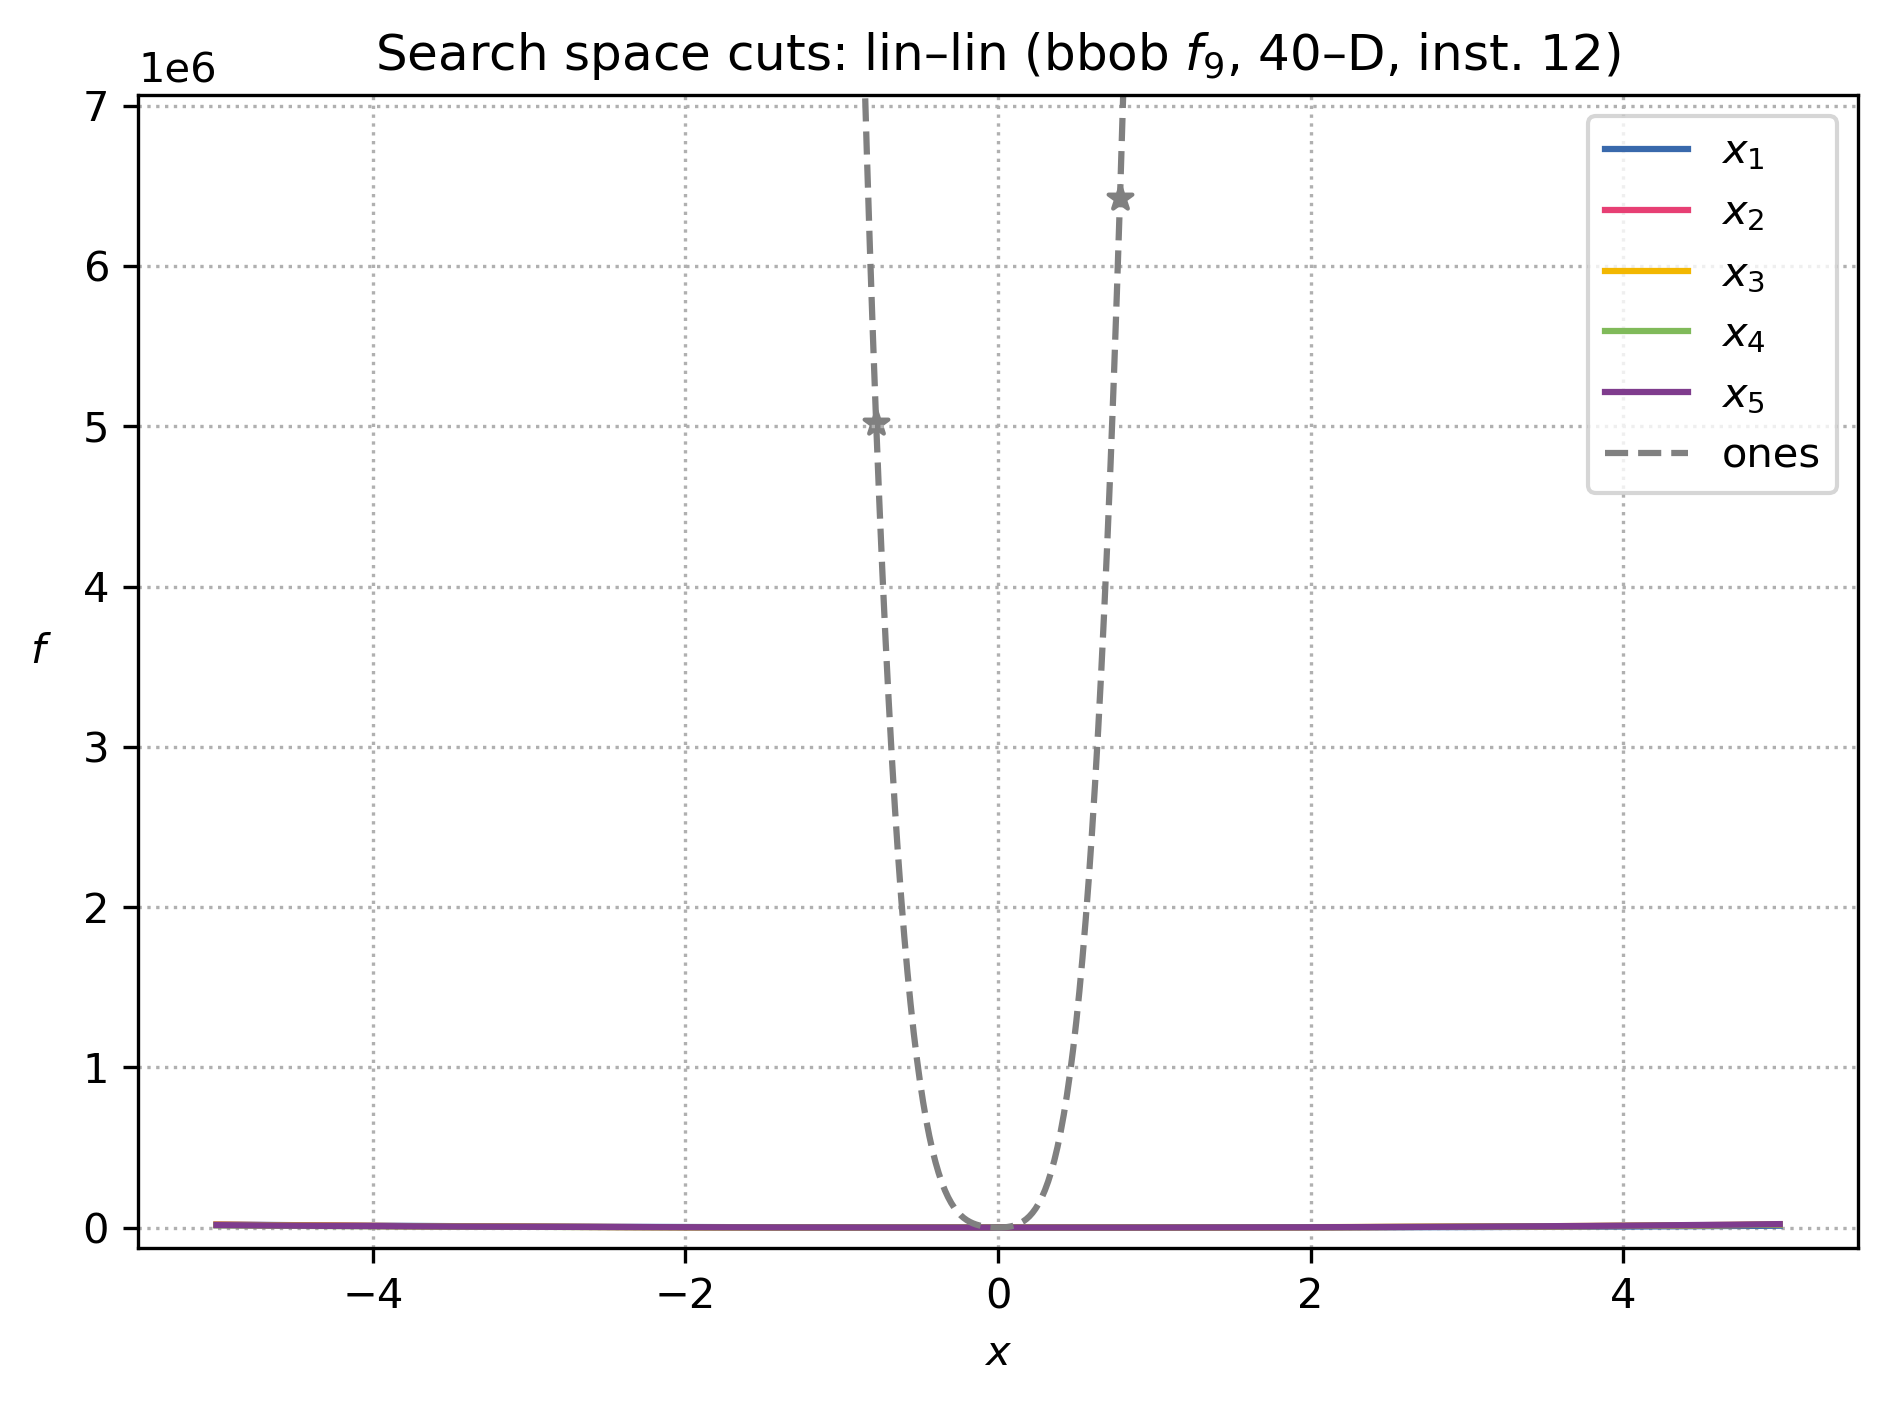 Search space cuts: lin–lin (bbob f₉, 40–D, inst. 12)
1e6
7
6
5
4
3
2
1
0
f
−4
−2
0
2
4
x
x₁
x₂
x₃
x₄
x₅
ones